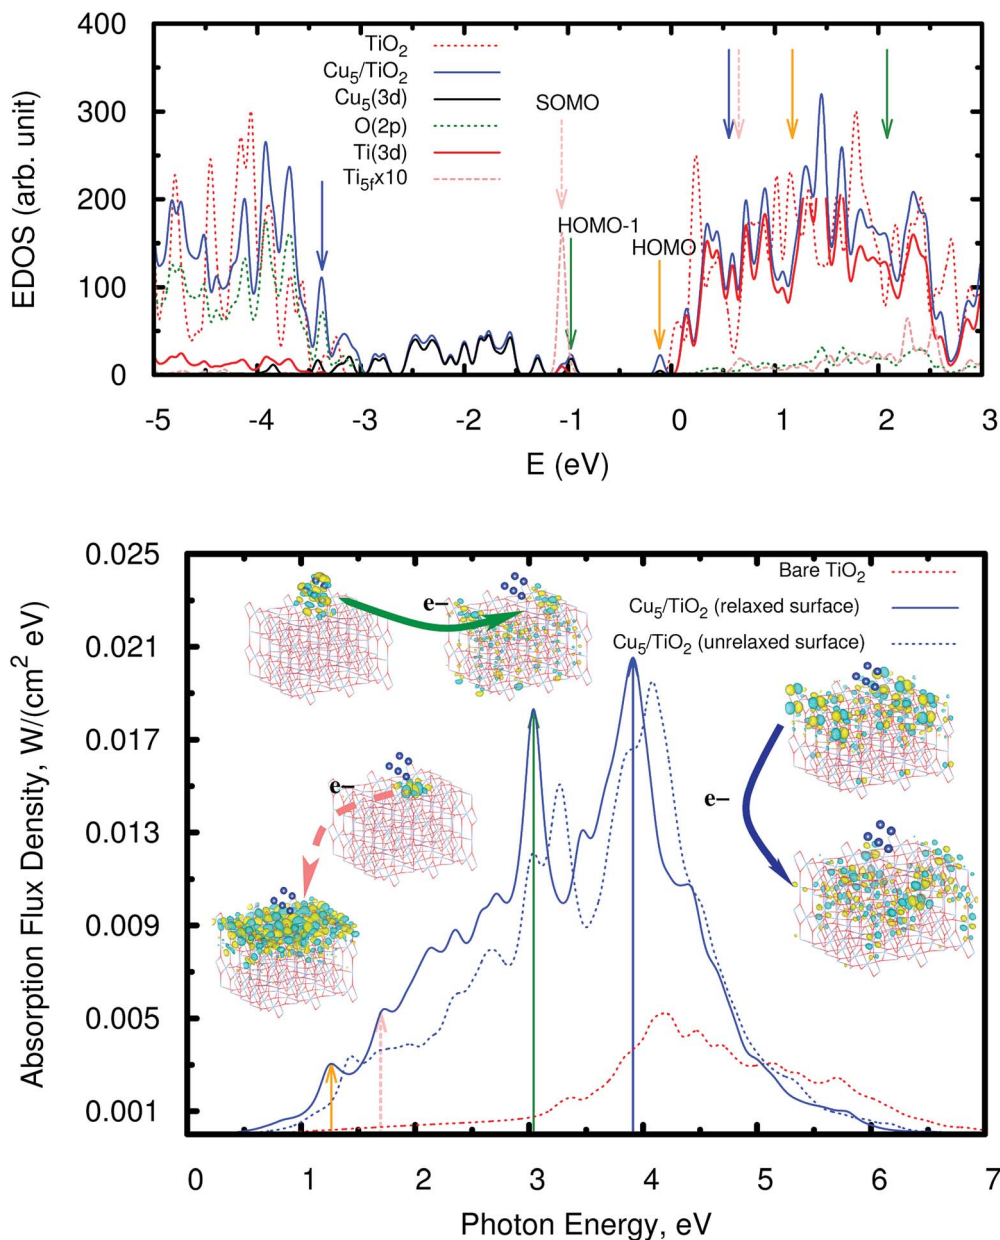 400
300
200
100
0
EDOS (arb. unit)
TiO₂
Cu₅/TiO₂
Cu₅(3d)
O(2p)
Ti(3d)
Ti₅fx10
SOMO
HOMO-1
HOMO
-5 -4 -3 -2 -1 0 1 2 3
E (eV)
0.025
0.021
0.017
0.013
0.009
0.005
0.001
Absorption Flux Density, W/(cm² eV)
Bare TiO₂
Cu₅/TiO₂ (relaxed surface)
Cu₅/TiO₂ (unrelaxed surface)
e−
e−
e−
0 1 2 3 4 5 6 7
Photon Energy, eV